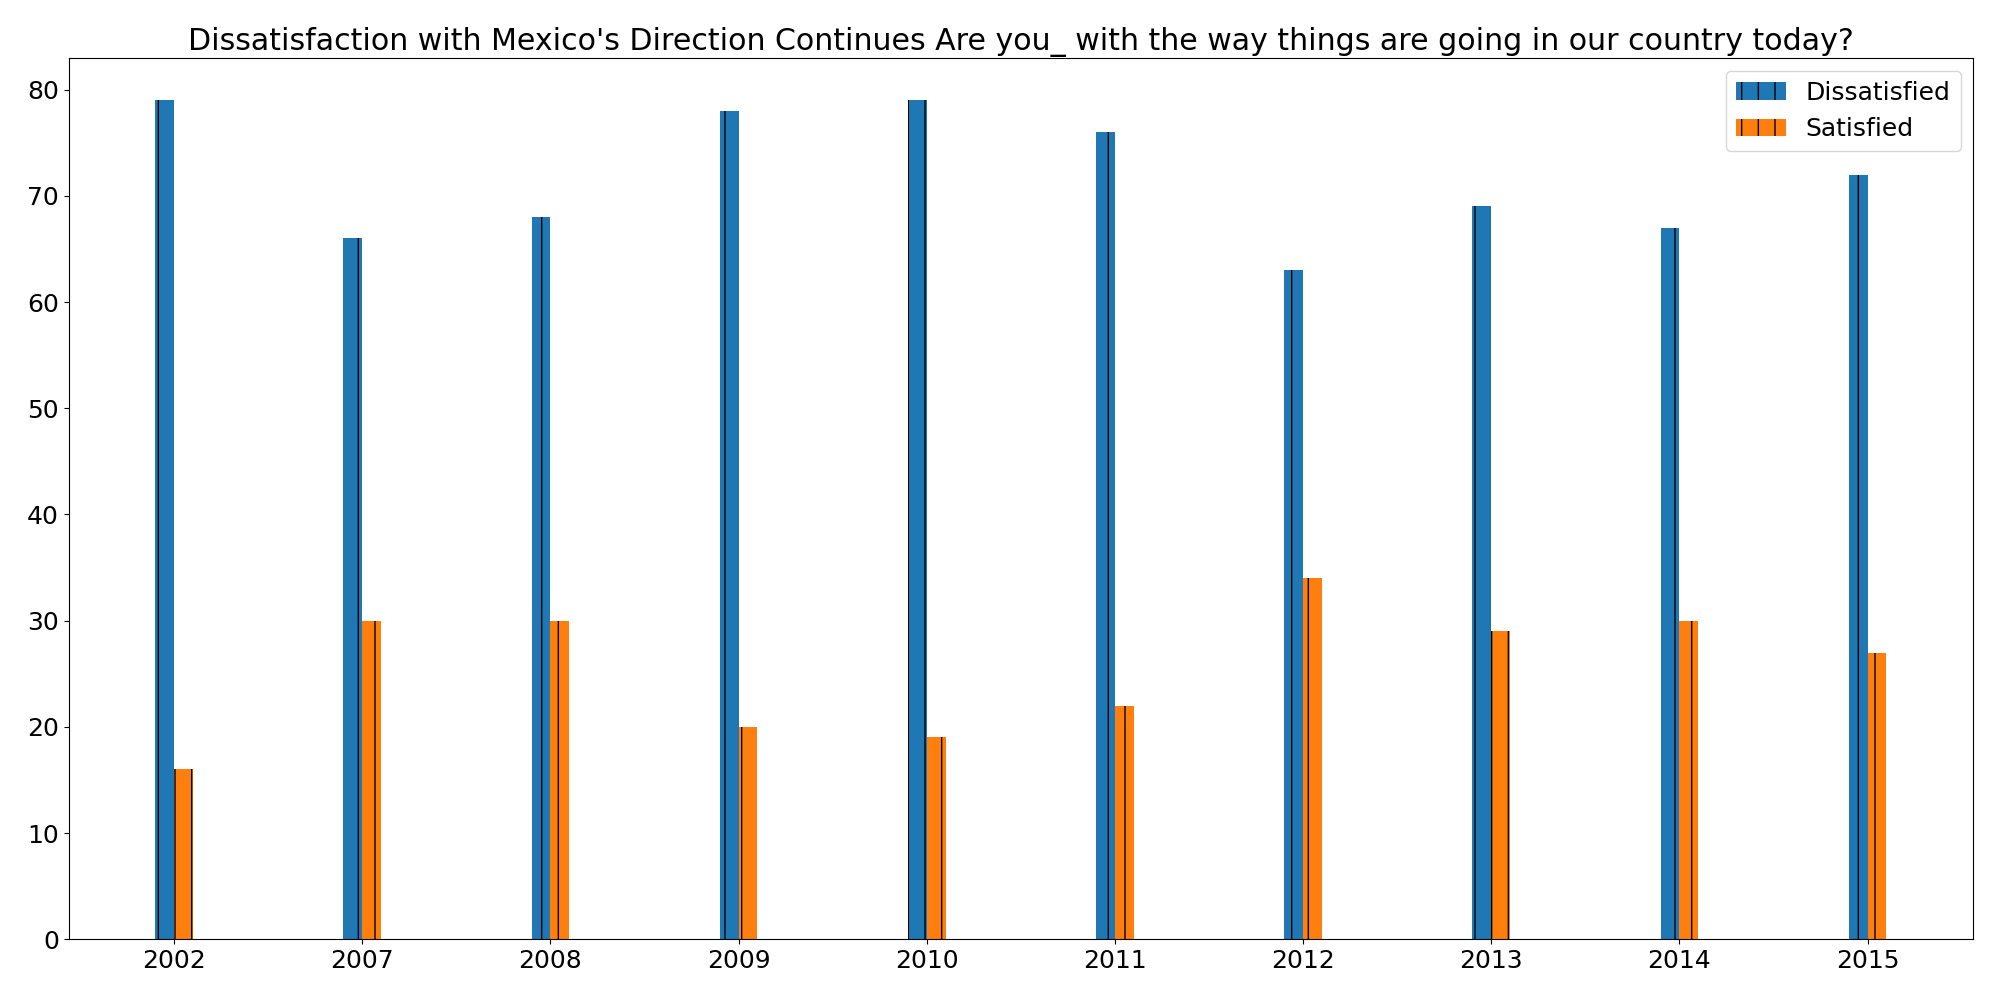 Dissatisfaction with Mexico's Direction Continues Are you_ with the way things are going in our country today?
Dissatisfied
Satisfied
80
70
60
50
40
30
20
10
0
2002 2007 2008 2009 2010 2011 2012 2013 2014 2015